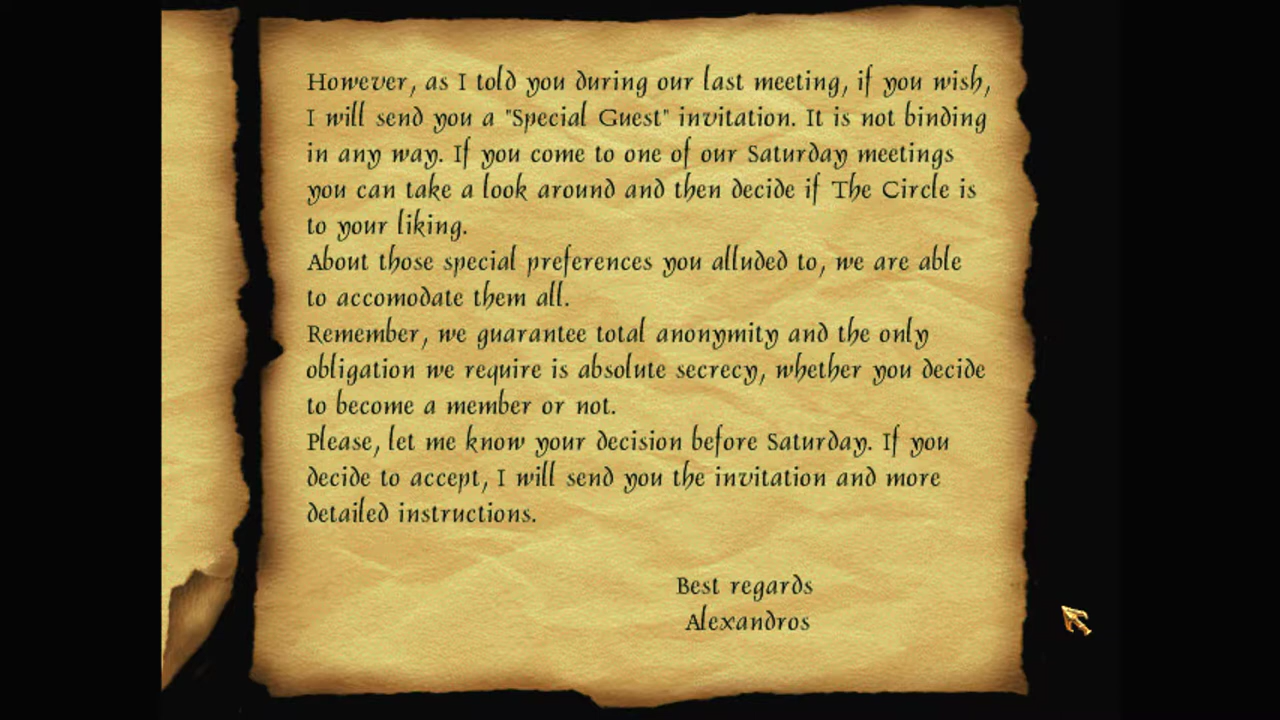 However, as I told you during our last meeting, if you wish,
I will send you a "Special Guest" invitation. It is not binding
in any way. If you come to one of our Saturday meetings
you can take a look around and then decide if The Circle is
to your liking.
About those special preferences you alluded to, we are able
to accomodate them all.
Remember, we guarantee total anonymity and the only
obligation we require is absolute secrecy, whether you decide
to become a member or not.
Please, let me know your decision before Saturday. If you
decide to accept, I will send you the invitation and more
detailed instructions.
Best regards
Alexandros